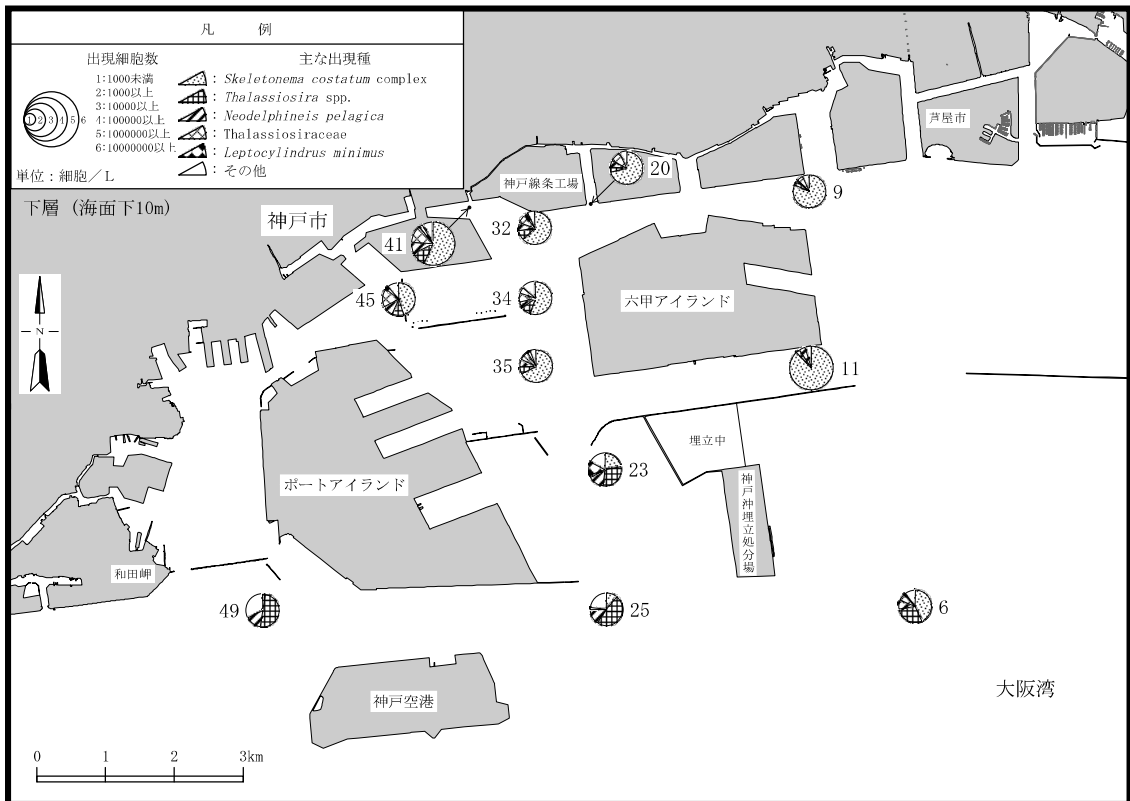 凡　例
出現細胞数
主な出現種
1:1000未満
2:1000以上
3:10000以上
4:100000以上
5:1000000以上
6:10000000以上
1 2 3 4 5 6
: Skeletonema costatum complex
: Thalassiosira spp.
: Neodelphineis pelagica
: Thalassiosiraceae
: Leptocylindrus minimus
: その他
単位：細胞／L
下層 (海面下10m)
芦屋市
神戸線条工場
20
9
神戸市
32
41
45
34
六甲アイランド
N
35
11
埋立中
23
神戸沖埋立処分場
ポートアイランド
和田岬
49
25
6
大阪湾
神戸空港
0 1 2 3km